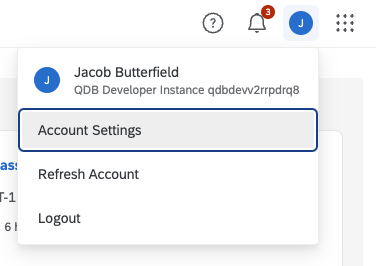 ?
3
J
J
Jacob Butterfield
QDB Developer Instance qdbdevv2rrpdrq8
Account Settings
ass
Refresh Account
T-1
Logout
6 h